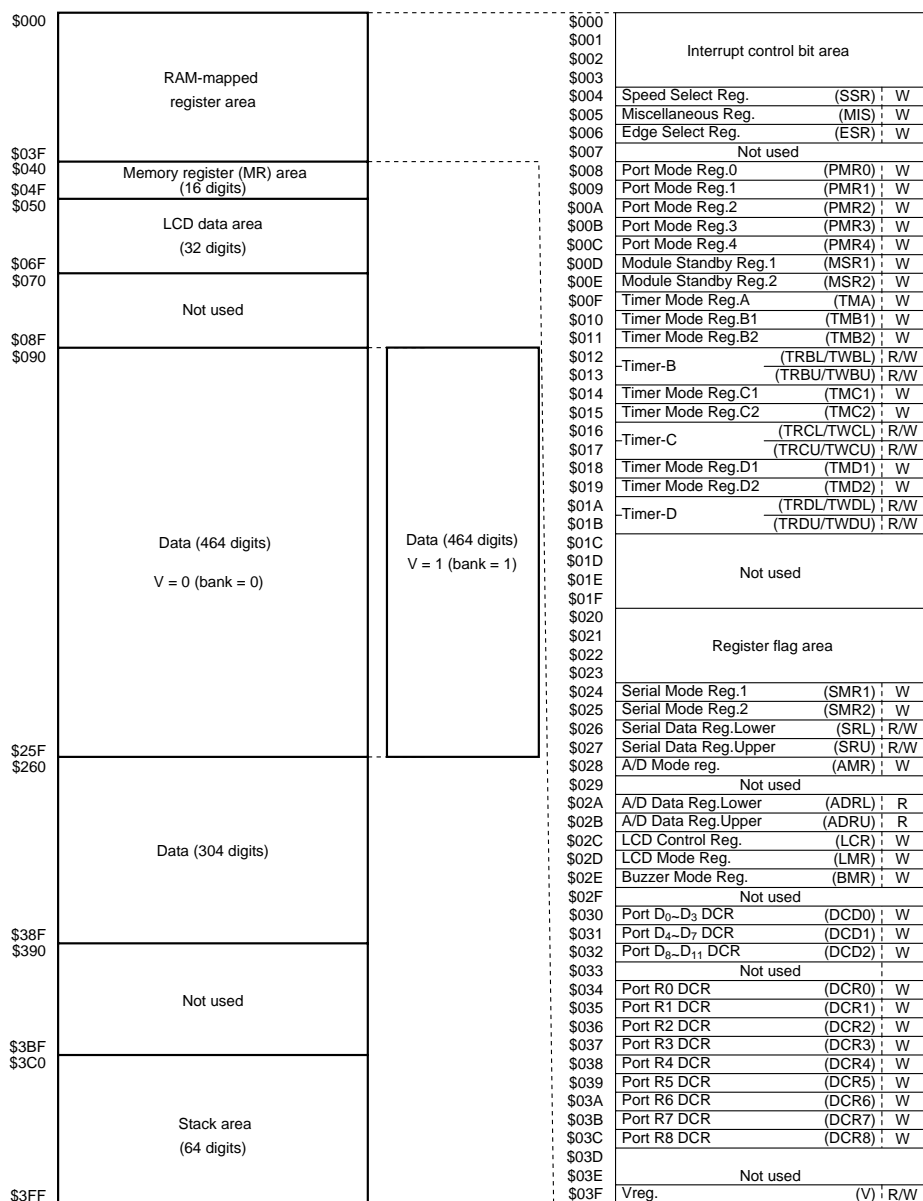 $000
RAM-mapped
register area
$03F
$040
Memory register (MR) area
(16 digits)
$04F
$050
LCD data area
(32 digits)
$06F
$070
Not used
$08F
$090
Data (464 digits)
V = 0 (bank = 0)
Data (464 digits)
V = 1 (bank = 1)
$25F
$260
Data (304 digits)
$38F
$390
Not used
$3BF
$3C0
Stack area
(64 digits)
$3FF
$000
$001
Interrupt control bit area
$002
$003
$004 Speed Select Reg. (SSR) W
$005 Miscellaneous Reg. (MIS) W
$006 Edge Select Reg. (ESR) W
$007 Not used
$008 Port Mode Reg.0 (PMR0) W
$009 Port Mode Reg.1 (PMR1) W
$00A Port Mode Reg.2 (PMR2) W
$00B Port Mode Reg.3 (PMR3) W
$00C Port Mode Reg.4 (PMR4) W
$00D Module Standby Reg.1 (MSR1) W
$00E Module Standby Reg.2 (MSR2) W
$00F Timer Mode Reg.A (TMA) W
$010 Timer Mode Reg.B1 (TMB1) W
$011 Timer Mode Reg.B2 (TMB2) W
$012 (TRBL/TWBL) R/W
Timer-B
$013 (TRBU/TWBU) R/W
$014 Timer Mode Reg.C1 (TMC1) W
$015 Timer Mode Reg.C2 (TMC2) W
$016 (TRCL/TWCL) R/W
Timer-C
$017 (TRCU/TWCU) R/W
$018 Timer Mode Reg.D1 (TMD1) W
$019 Timer Mode Reg.D2 (TMD2) W
$01A (TRDL/TWDL) R/W
Timer-D
$01B (TRDU/TWDU) R/W
$01C
$01D
Not used
$01E
$01F
$020
$021
Register flag area
$022
$023
$024 Serial Mode Reg.1 (SMR1) W
$025 Serial Mode Reg.2 (SMR2) W
$026 Serial Data Reg.Lower (SRL) R/W
$027 Serial Data Reg.Upper (SRU) R/W
$028 A/D Mode reg. (AMR) W
$029 Not used
$02A A/D Data Reg.Lower (ADRL) R
$02B A/D Data Reg.Upper (ADRU) R
$02C LCD Control Reg. (LCR) W
$02D LCD Mode Reg. (LMR) W
$02E Buzzer Mode Reg. (BMR) W
$02F Not used
$030 Port D0~D3 DCR (DCD0) W
$031 Port D4~D7 DCR (DCD1) W
$032 Port D8~D11 DCR (DCD2) W
$033 Not used
$034 Port R0 DCR (DCR0) W
$035 Port R1 DCR (DCR1) W
$036 Port R2 DCR (DCR2) W
$037 Port R3 DCR (DCR3) W
$038 Port R4 DCR (DCR4) W
$039 Port R5 DCR (DCR5) W
$03A Port R6 DCR (DCR6) W
$03B Port R7 DCR (DCR7) W
$03C Port R8 DCR (DCR8) W
$03D
$03E Not used
$03F Vreg. (V) R/W